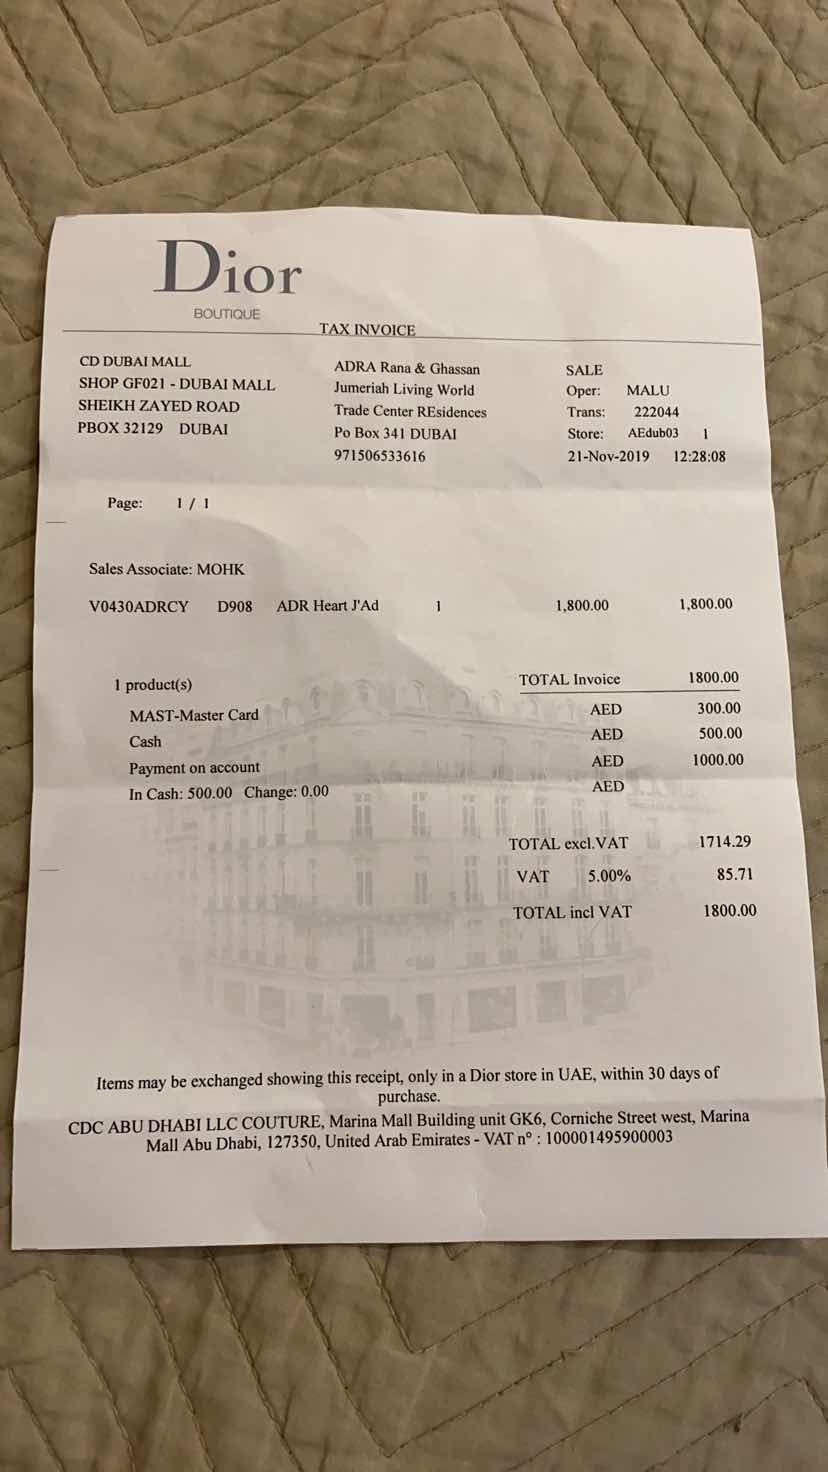 Dior
BOUTIQUE
TAX INVOICE
CD DUBAI MALL
SHOP GF021 - DUBAI MALL
SHEIKH ZAYED ROAD
PBOX 32129 DUBAI
ADRA Rana & Ghassan
Jumeriah Living World
Trade Center REsidences
Po Box 341 DUBAI
971506533616
SALE
Oper: MALU
Trans: 222044
Store: AEdub03 1
21-Nov-2019 12:28:08
Page: 1 / 1
Sales Associate: MOHK
V0430ADRCY D908 ADR Heart J'Ad 1 1,800.00 1,800.00
1 product(s) TOTAL Invoice 1800.00
MAST-Master Card AED 300.00
Cash AED 500.00
Payment on account AED 1000.00
In Cash: 500.00 Change: 0.00 AED
TOTAL excl.VAT 1714.29
VAT 5.00% 85.71
TOTAL incl VAT 1800.00
Items may be exchanged showing this receipt, only in a Dior store in UAE, within 30 days of
purchase.
CDC ABU DHABI LLC COUTURE, Marina Mall Building unit GK6, Corniche Street west, Marina
Mall Abu Dhabi, 127350, United Arab Emirates - VAT n° : 100001495900003